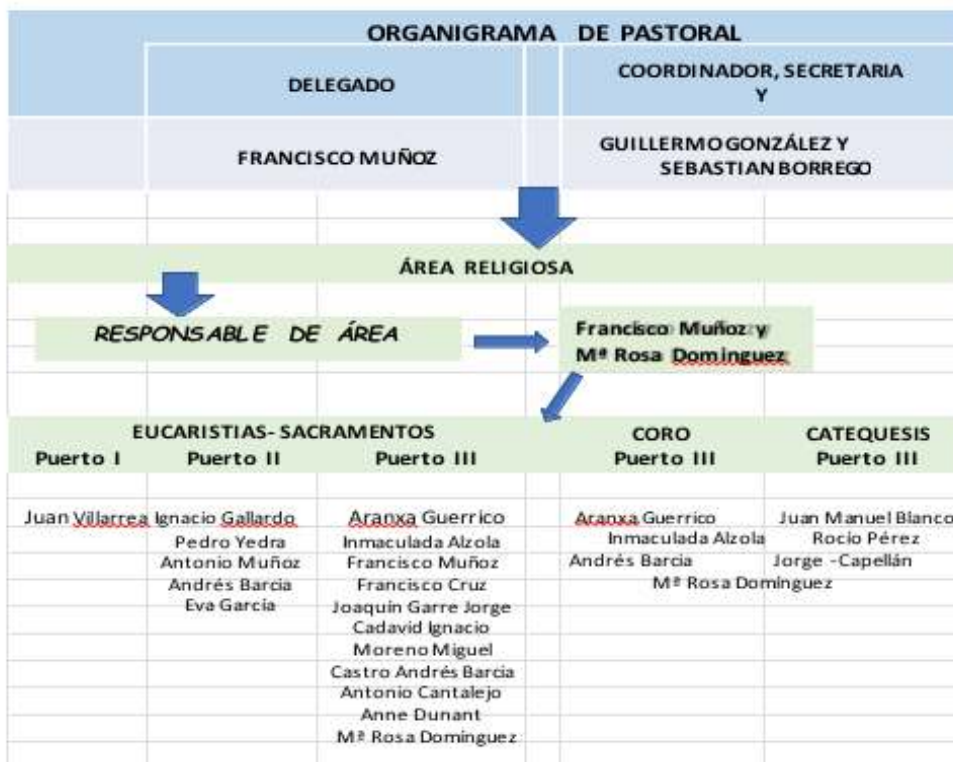 ORGANIGRAMA DE PASTORAL
DELEGADO
COORDINADOR, SECRETARIA
Y
FRANCISCO MUÑOZ
GUILLERMO GONZÁLEZ Y
SEBASTIAN BORREGO
ÁREA RELIGIOSA
RESPONSABLE DE ÁREA
Francisco Muñoz y
Mª Rosa Dominguez
EUCARISTIAS- SACRAMENTOS
Puerto I
Puerto II
Puerto III
CORO
Puerto III
CATEQUESIS
Puerto III
Juan Villarrea
Ignacio Gallardo
Pedro Yedra
Antonio Muñoz
Andrés Barcia
Eva García
Aranxa Guerrico
Inmaculada Alzola
Francisco Muñoz
Francisco Cruz
Joaquín Garre Jorge
Cadavid Ignacio
Moreno Miguel
Castro Andrés Barcia
Antonio Cantalejo
Anne Dunant
Mª Rosa Domínguez
Aranxa Guerrico
Inmaculada Alzola
Andrés Barcia
Mª Rosa Domínguez
Juan Manuel Blanco
Rocío Pérez
Jorge -Capellán